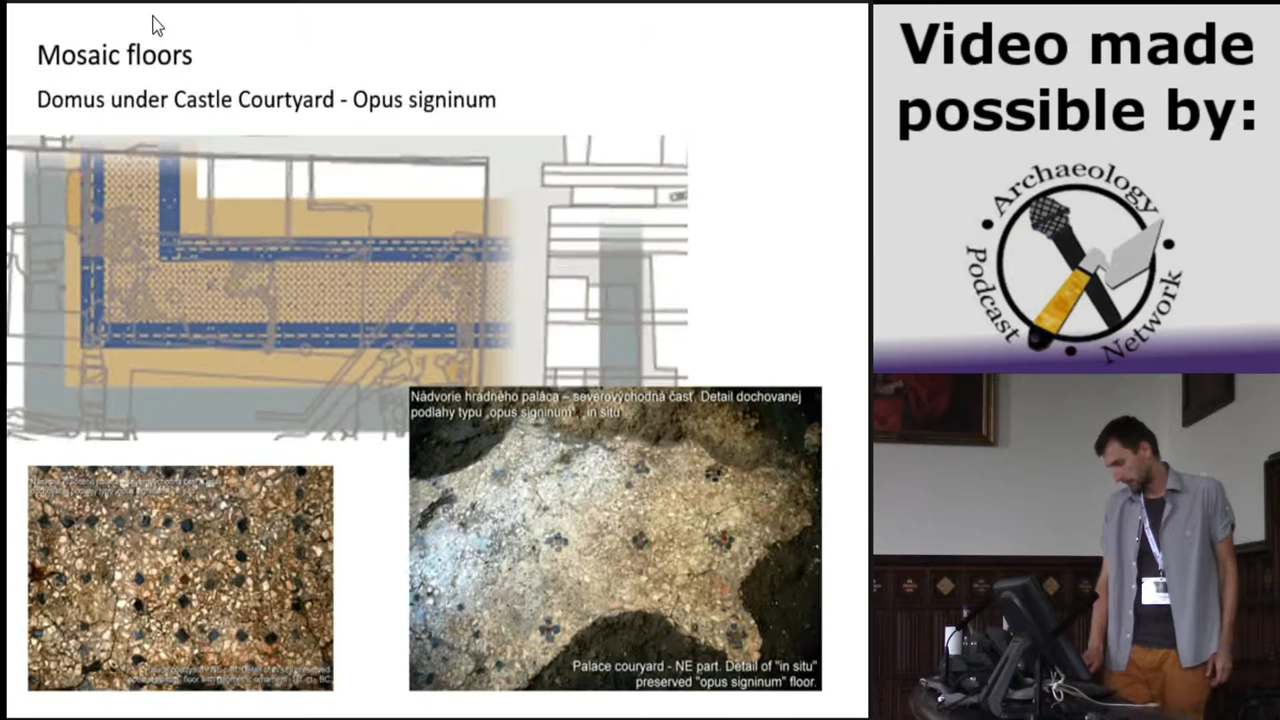 Mosaic floors
Domus under Castle Courtyard - Opus signinum
Nádvorie hradného paláca – severovýchodná časť. Detail dochovanej
podlahy typu „opus signinum" „in situ"
Palace couryard - NE part. Detail of "in situ"
preserved "opus signinum" floor.
Video made
possible by:
Archaeology
Podcast
Network